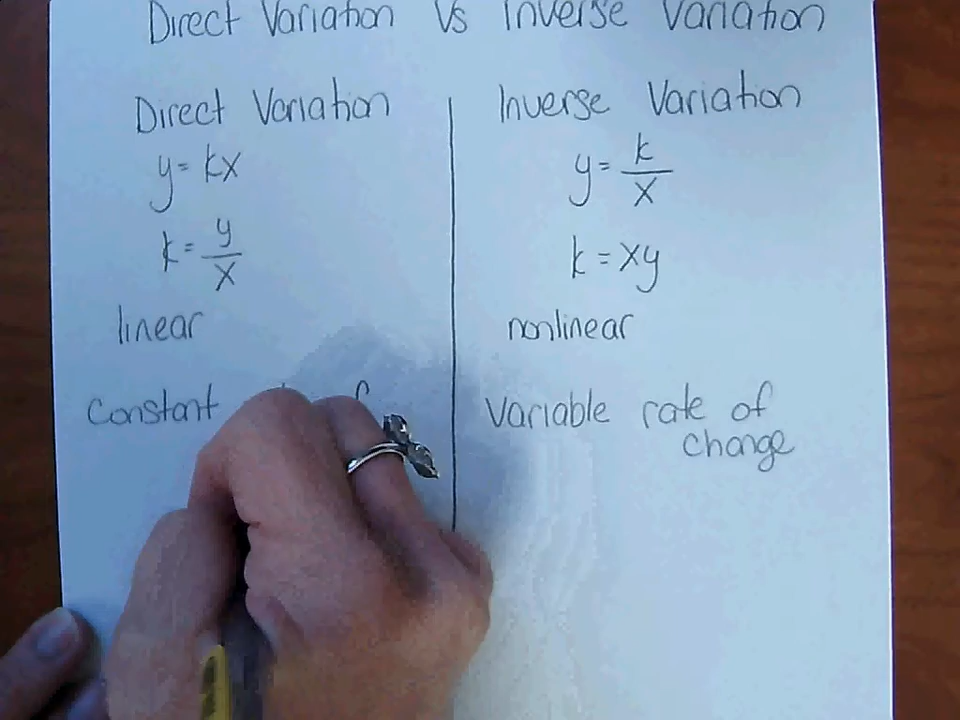 Direct Variation Vs Inverse Variation
Direct Variation
y = kx
k = y/x
linear
Constant
Inverse Variation
y = k/x
k = xy
nonlinear
Variable rate of
change